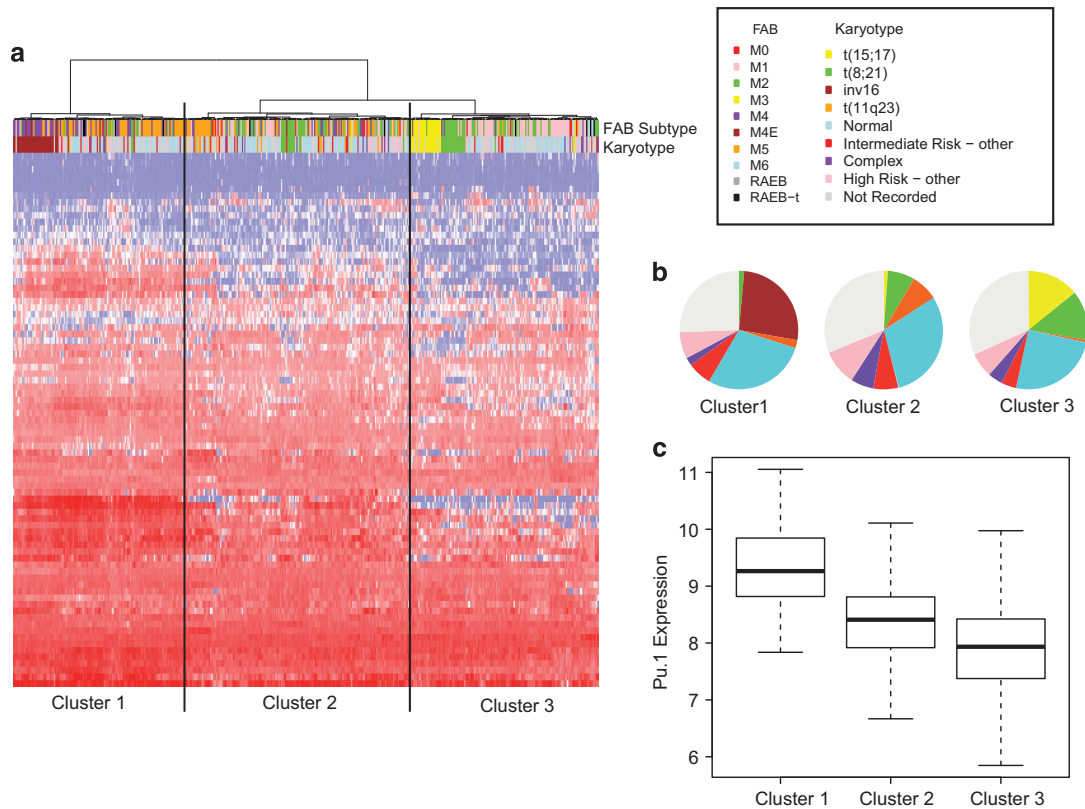 a
FAB Subtype
Karyotype
Cluster 1
Cluster 2
Cluster 3
FAB
M0
M1
M2
M3
M4
M4E
M5
M6
RAEB
RAEB-t
Karyotype
t(15;17)
t(8;21)
inv16
t(11q23)
Normal
Intermediate Risk - other
Complex
High Risk - other
Not Recorded
b
Cluster1
Cluster 2
Cluster 3
c
Pu.1 Expression
11
10
9
8
7
6
Cluster 1
Cluster 2
Cluster 3